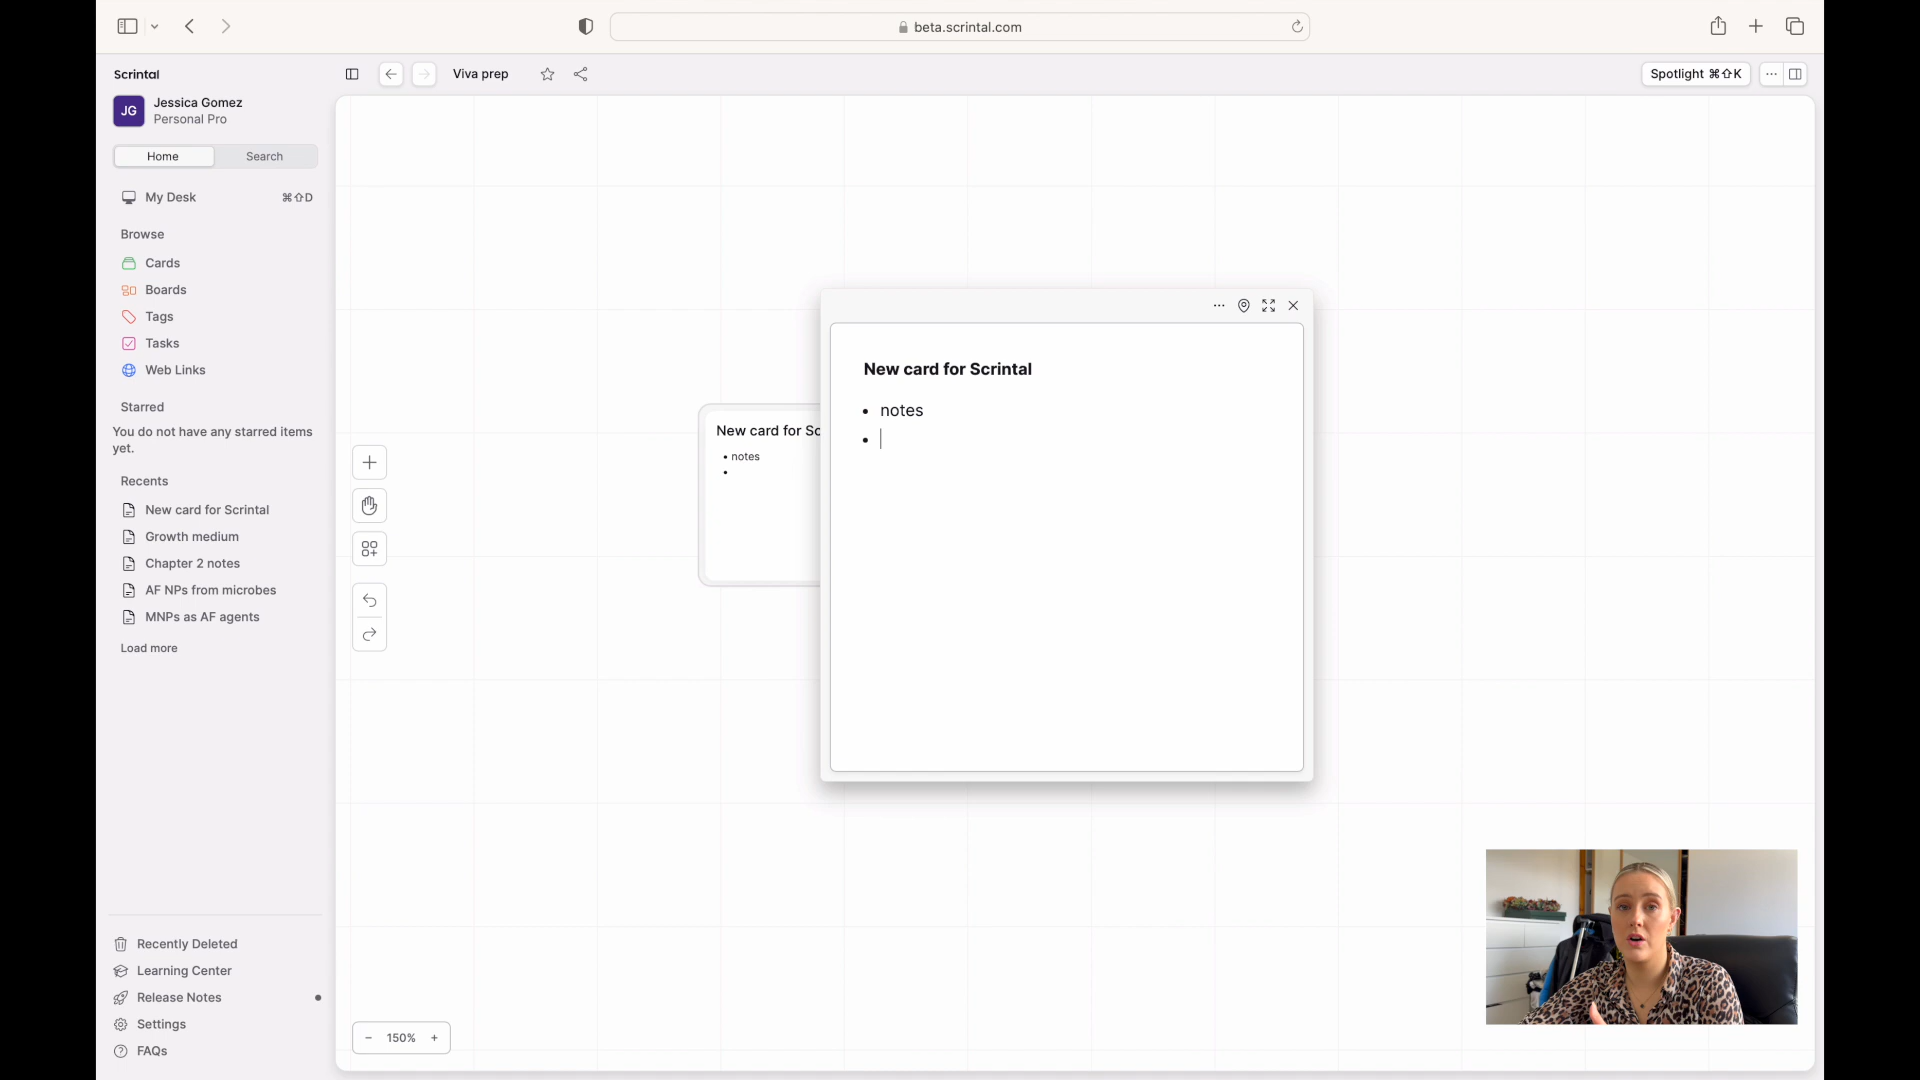 beta.scrintal.com
Scrintal
Viva prep
Spotlight ⌘⇧K
JG
Jessica Gomez
Personal Pro
Home
Search
My Desk
⌘⇧D
Browse
Cards
Boards
Tags
Tasks
Web Links
Starred
You do not have any starred items
yet.
Recents
New card for Scrintal
Growth medium
Chapter 2 notes
AF NPs from microbes
MNPs as AF agents
Load more
Recently Deleted
Learning Center
Release Notes
Settings
FAQs
New card for Sc
• notes
•
New card for Scrintal
• notes
•
− 150% +